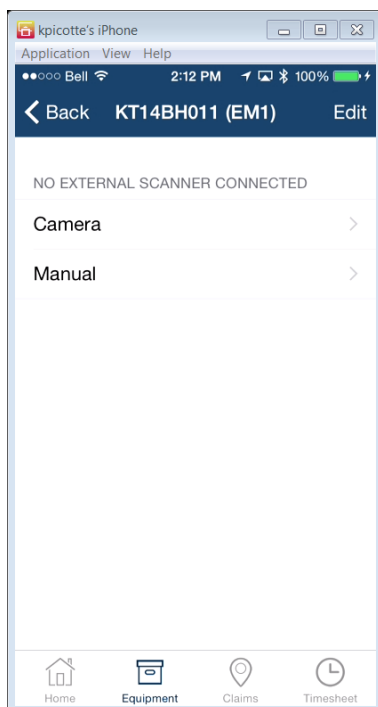 kpicotte's iPhone
Application View Help
Bell 2:12 PM 100%
Back KT14BH011 (EM1) Edit
NO EXTERNAL SCANNER CONNECTED
Camera
Manual
Home Equipment Claims Timesheet